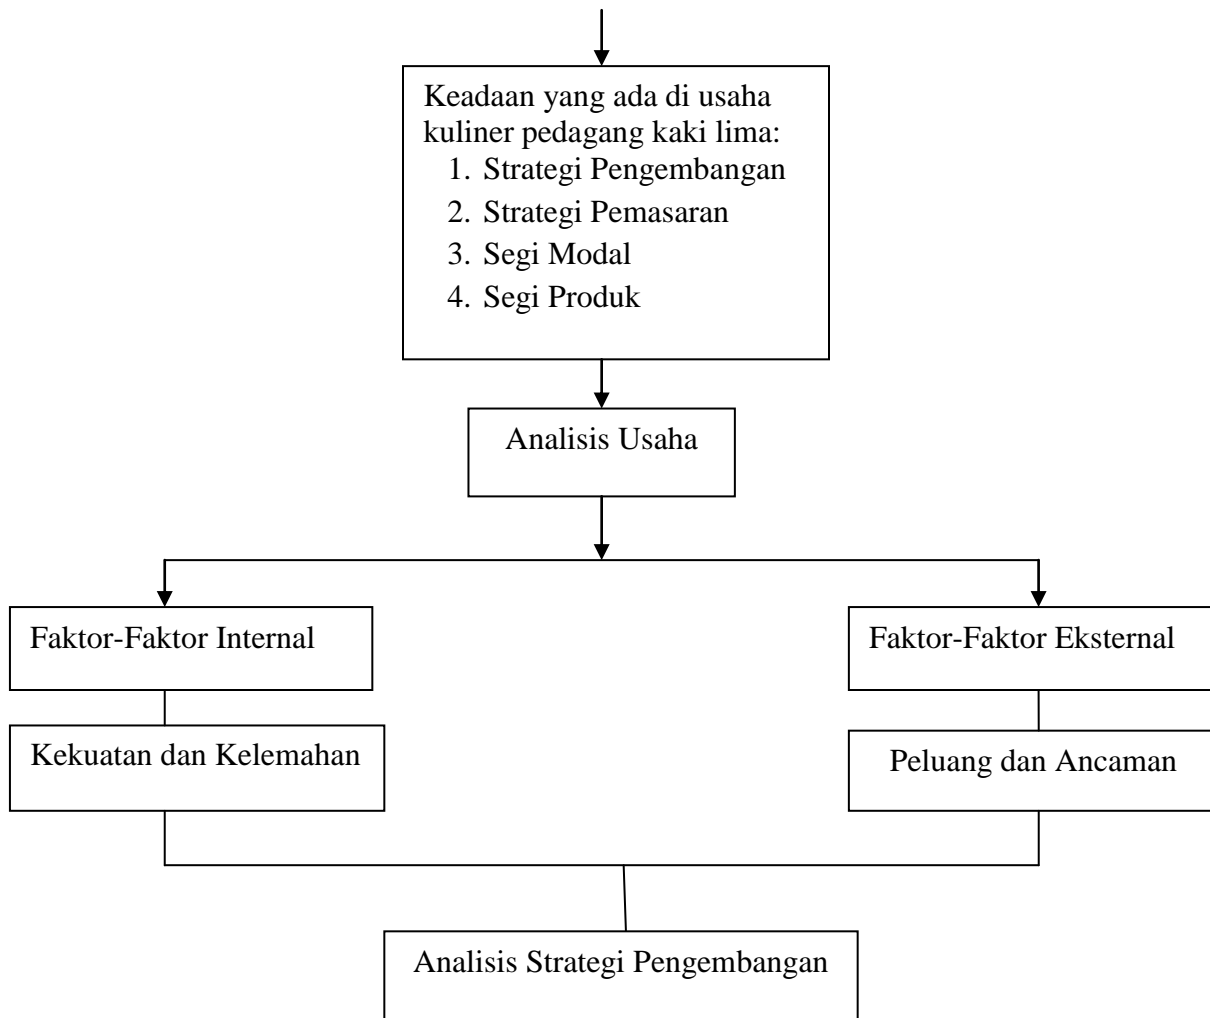 Keadaan yang ada di usaha
kuliner pedagang kaki lima:
1. Strategi Pengembangan
2. Strategi Pemasaran
3. Segi Modal
4. Segi Produk
Analisis Usaha
Faktor-Faktor Internal
Faktor-Faktor Eksternal
Kekuatan dan Kelemahan
Peluang dan Ancaman
Analisis Strategi Pengembangan